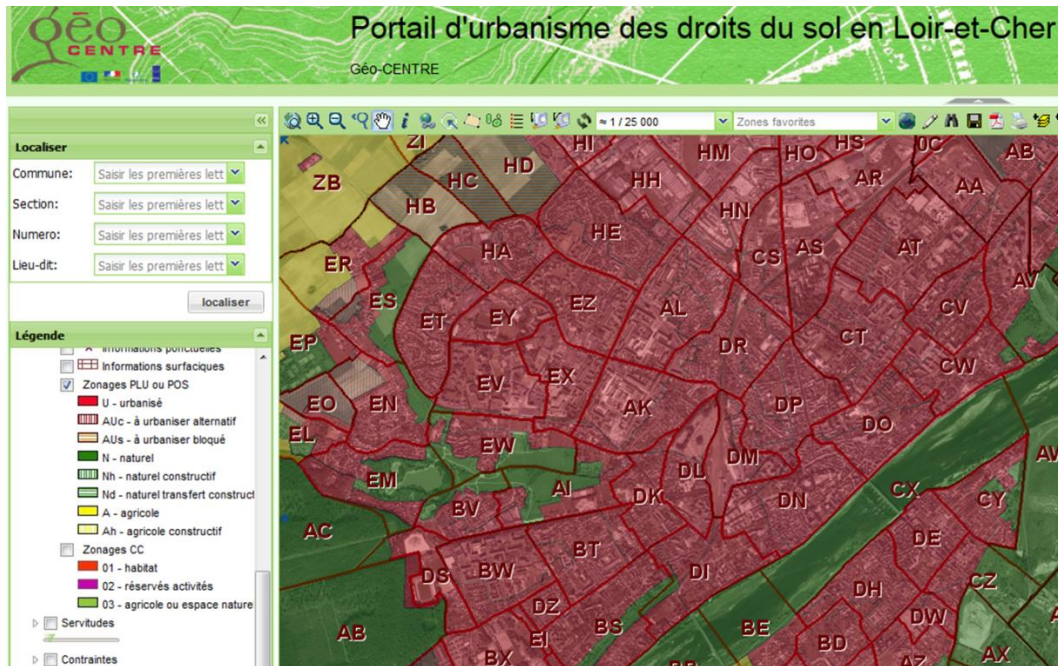 géo
CENTRE
Portail d'urbanisme des droits du sol en Loir-et-Cher
Géo-CENTRE
Localiser
Commune: Saisir les premières lett
Section: Saisir les premières lett
Numero: Saisir les premières lett
Lieu-dit: Saisir les premières lett
localiser
Légende
Informations ponctuelles
Informations surfaciques
Zonages PLU ou POS
U - urbanisé
AUc - à urbaniser alternatif
AUs - à urbaniser bloqué
N - naturel
Nh - naturel constructif
Nd - naturel transfert construct
A - agricole
Ah - agricole constructif
Zonages CC
01 - habitat
02 - réservés activités
03 - agricole ou espace nature
Servitudes
Contraintes
≈ 1 / 25 000
Zones favorites
ZI HI HM HO HS 0C AB
ZB HC HD HH AR AA
HB HN
HA HE CS AS AT
ER
ES EZ AL AV
ET EY CV
EP DR CT
EV EX CW
EO EN AK DP
EL EW DO
EM DL DM
AI DK DN CX CY
BV
AC DE
BT
DS BW DI DH CZ
DZ DW
AB EI BS BE BD
BX AZ AX